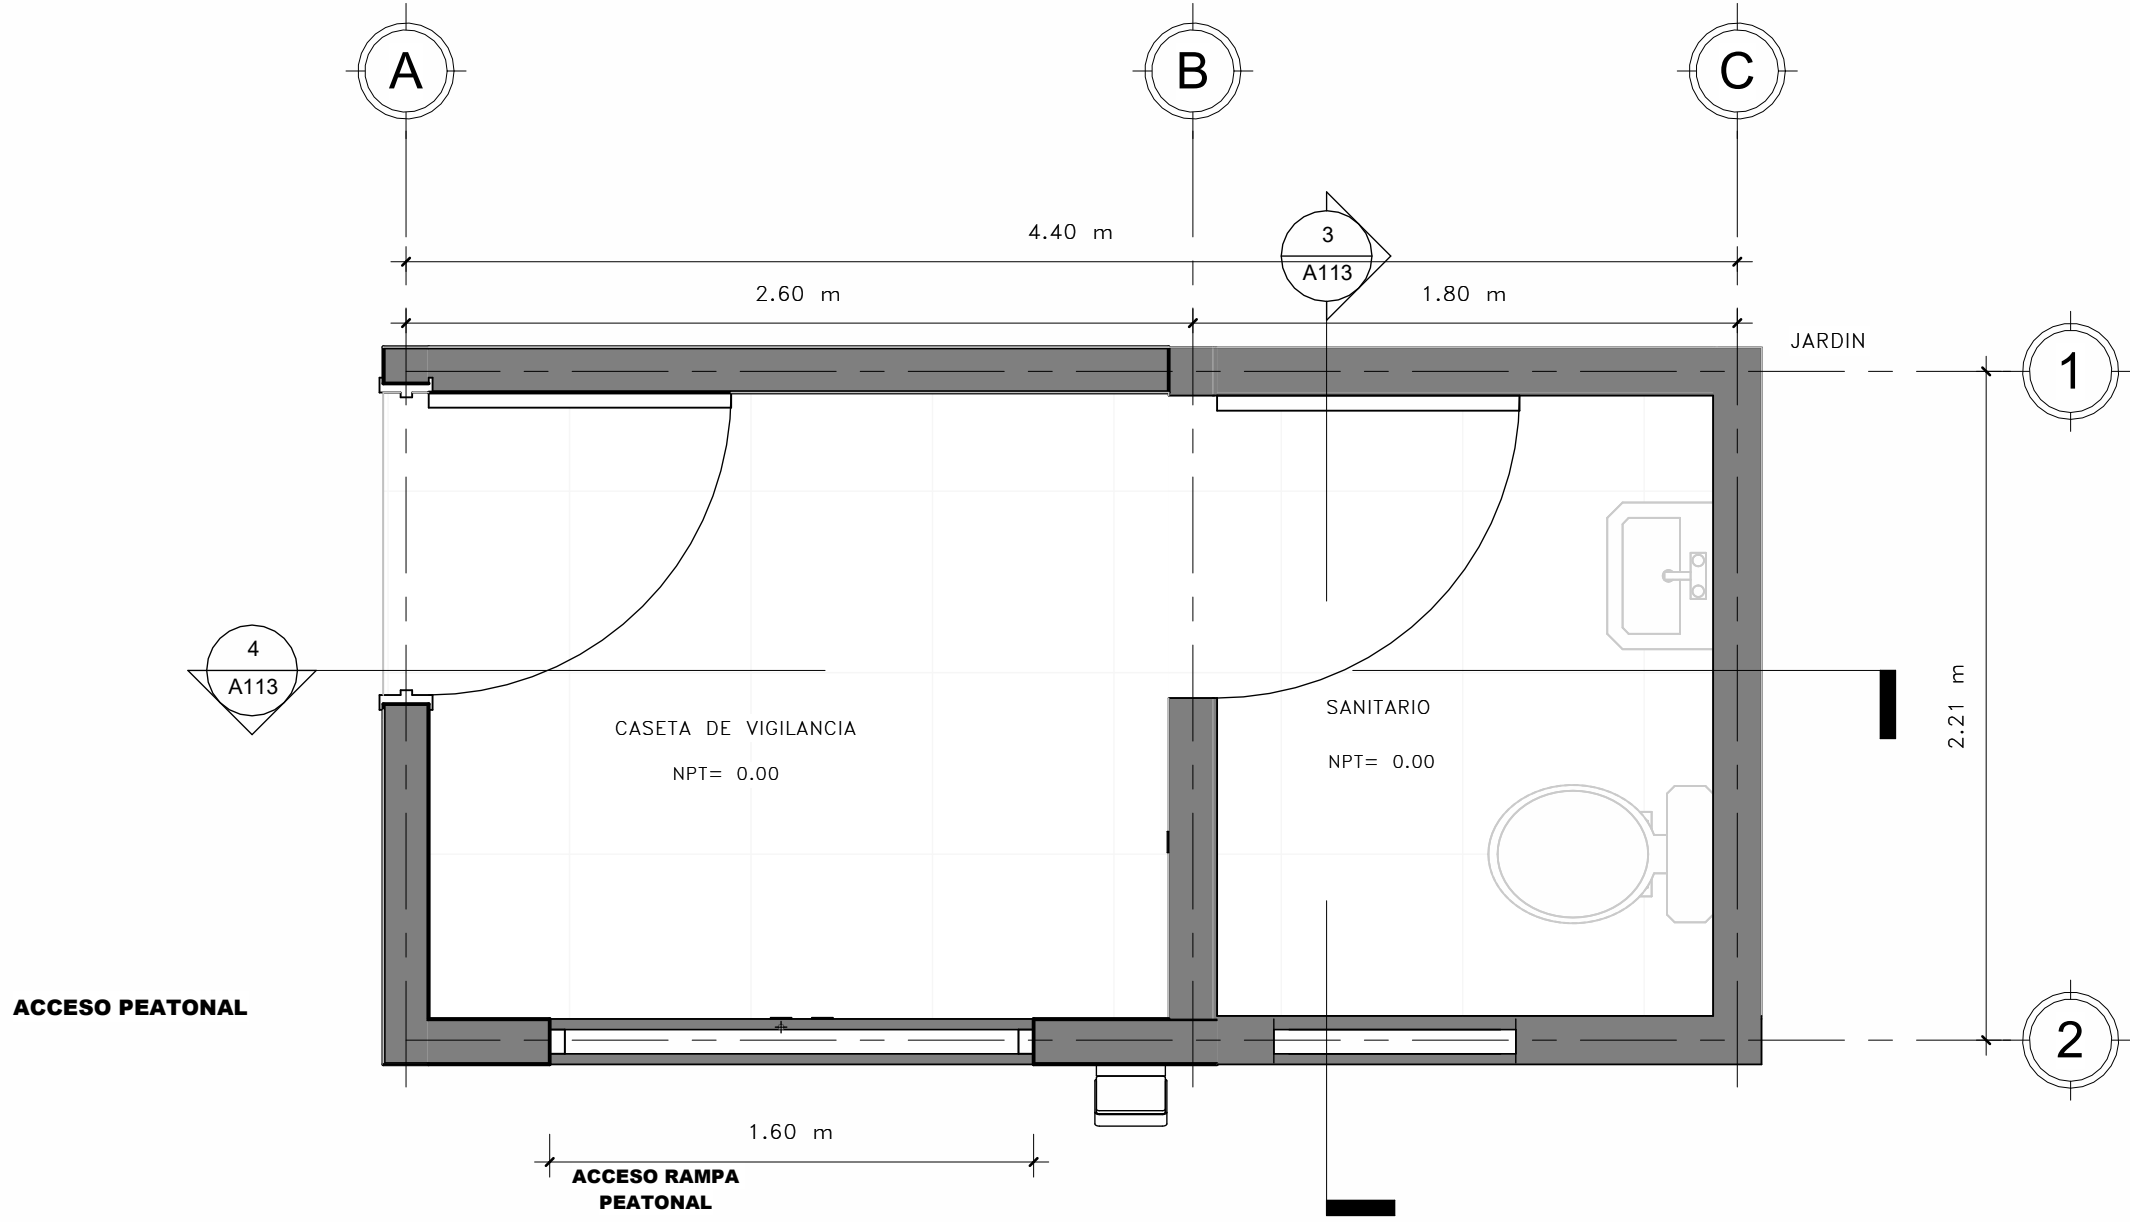 A
B
C
4.40 m
3
A113
2.60 m
1.80 m
JARDIN
1
4
A113
2.21 m
SANITARIO
CASETA DE VIGILANCIA
NPT= 0.00
NPT= 0.00
ACCESO PEATONAL
2
1.60 m
ACCESO RAMPA
PEATONAL